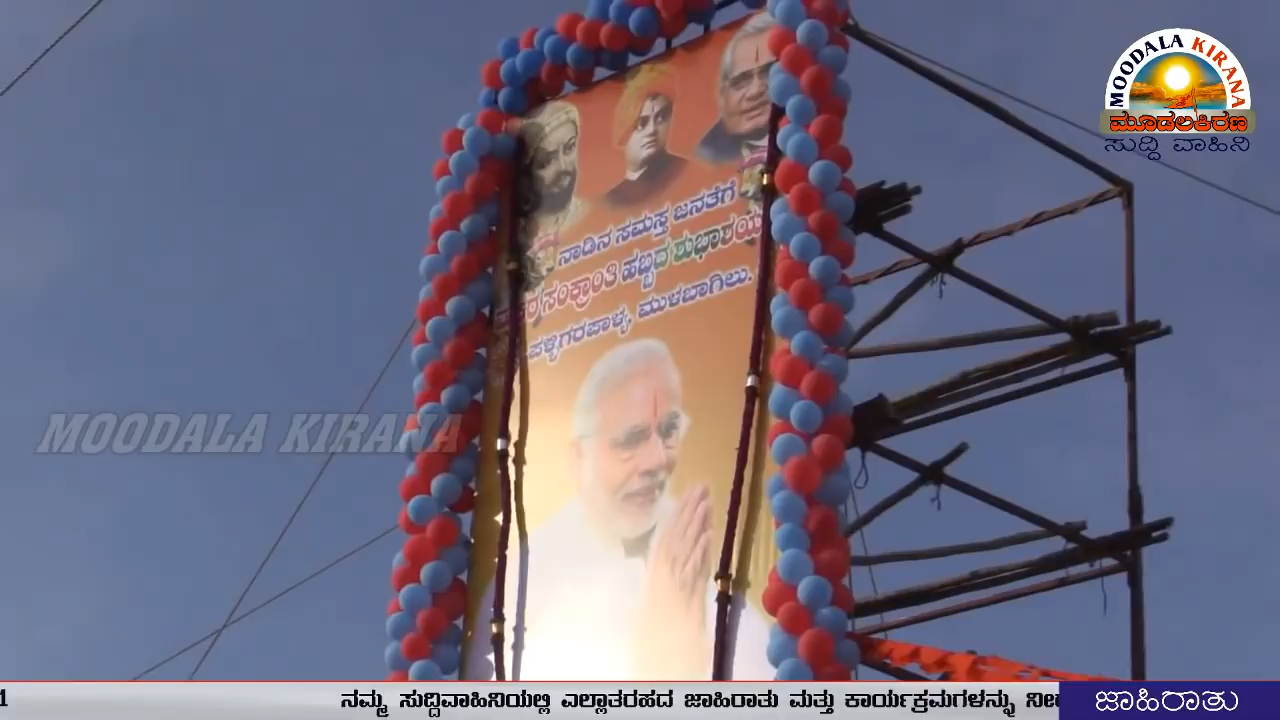 MOODALA KIRANA
ಮೂಡಲಕಿರಣ
ಸುದ್ದಿ ವಾಹಿನಿ
ನಾಡಿನ ಸಮಸ್ತ ಜನತೆಗೆ
ಸಂಕ್ರಾಂತಿ ಹಬ್ಬದ ಶುಭಾಶಯ
ಪಳ್ಳಿಗರಪಾಳ್ಯ, ಮುಳಬಾಗಿಲು.
MOODALA KIRANA
1 ನಮ್ಮ ಸುದ್ದಿವಾಹಿನಿಯಲ್ಲಿ ಎಲ್ಲಾತರಹದ ಜಾಹಿರಾತು ಮತ್ತು ಕಾರ್ಯಕ್ರಮಗಳನ್ನು ನೀ ಜಾಹಿರಾತು